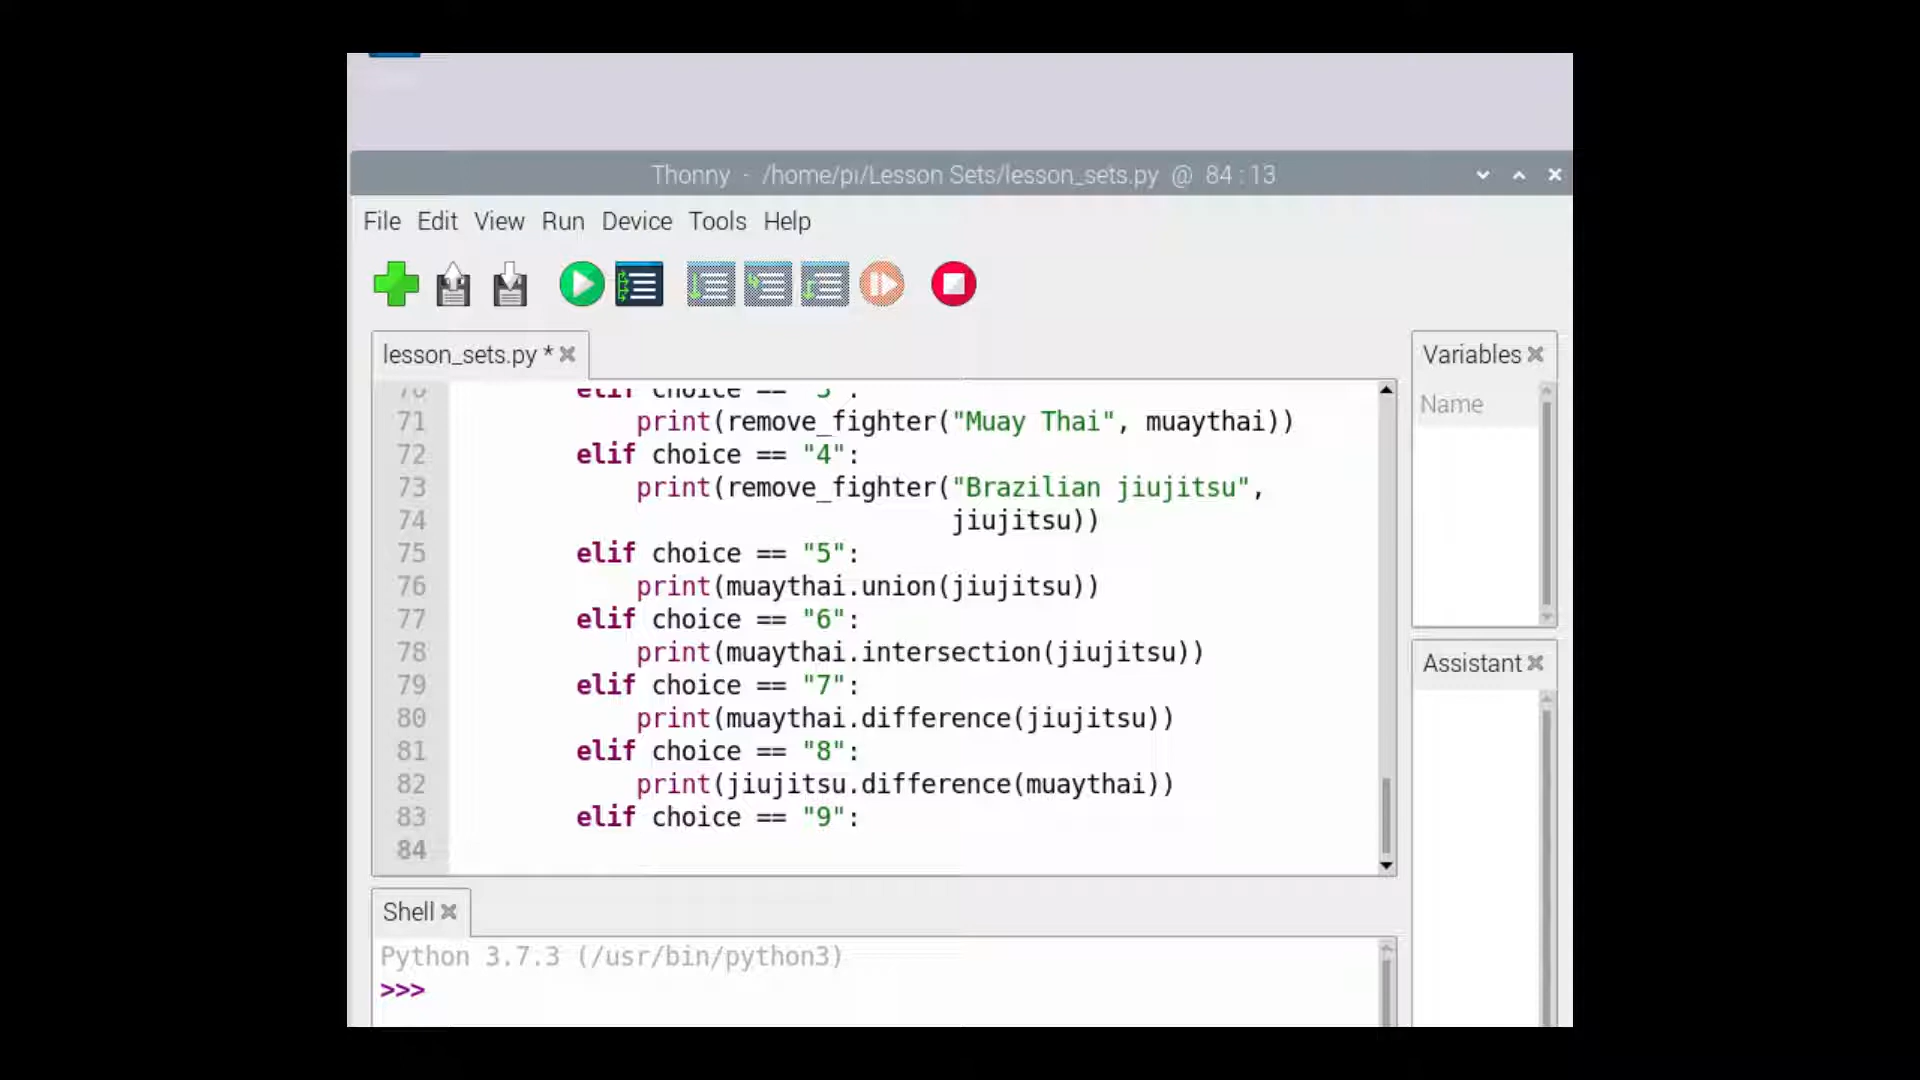 Thonny - /home/pi/Lesson Sets/lesson_sets.py @ 84:13
File Edit View Run Device Tools Help
lesson_sets.py *
71 print(remove_fighter("Muay Thai", muaythai))
72 elif choice == "4":
73 print(remove_fighter("Brazilian jiujitsu",
74 jiujitsu))
75 elif choice == "5":
76 print(muaythai.union(jiujitsu))
77 elif choice == "6":
78 print(muaythai.intersection(jiujitsu))
79 elif choice == "7":
80 print(muaythai.difference(jiujitsu))
81 elif choice == "8":
82 print(jiujitsu.difference(muaythai))
83 elif choice == "9":
84
Variables
Name
Assistant
Shell
Python 3.7.3 (/usr/bin/python3)
>>>